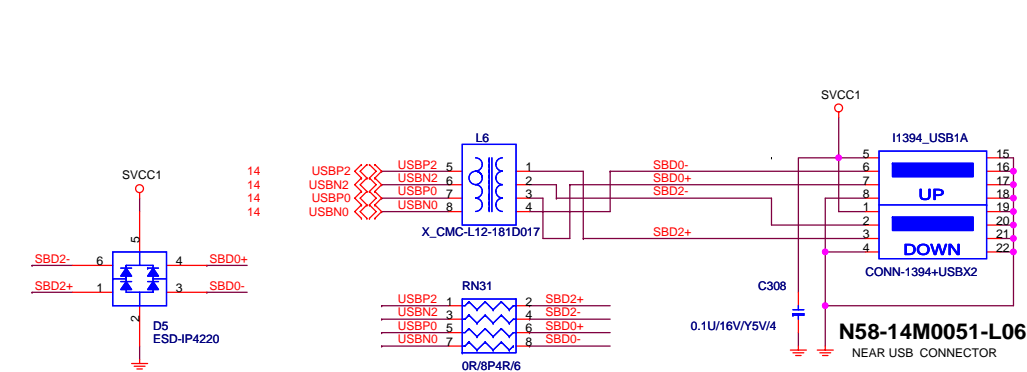 SVCC1
I1394_USB1A
L6
14 USBP2 USBP2 5 1 SBD0- 5 15
14 USBN2 USBN2 6 2 SBD0+ 6 16
14 USBP0 USBP0 7 3 SBD2- 7 17
14 USBN0 USBN0 8 4 8 UP 18
SVCC1
1 19
2 20
X_CMC-L12-181D017 SBD2+ 3 21
4 DOWN 22
5
SBD2- 6 4 SBD0+
SBD2+ 1 3 SBD0-
2
D5
ESD-IP4220
CONN-1394+USBX2
RN31
USBP2 1 2 SBD2+
USBN2 3 4 SBD2-
USBP0 5 6 SBD0+
USBN0 7 8 SBD0-
0R/8P4R/6
C308
0.1U/16V/Y5V/4
N58-14M0051-L06
NEAR USB CONNECTOR